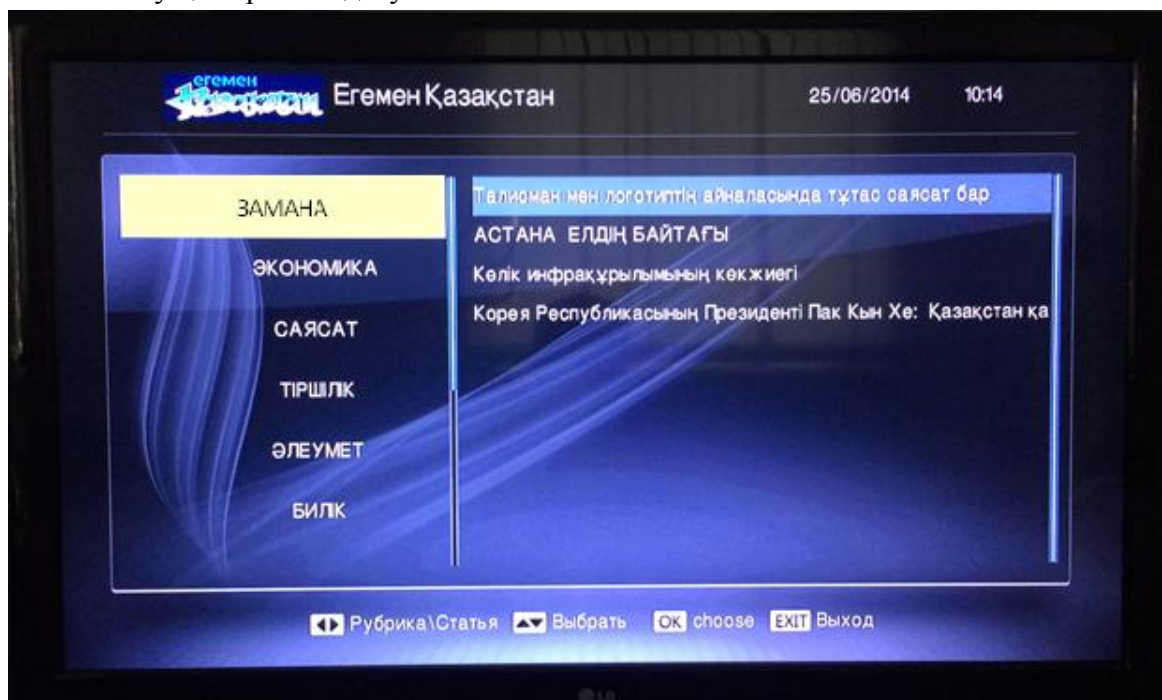 егемен
Қазақстан Егемен Қазақстан 25/06/2014 10:14
ЗАМАНА
ЭКОНОМИКА
САЯСАТ
ТІРШІЛІК
ӘЛЕУМЕТ
БИЛІК
Талисман мен логотиптің айналасында тұтас саясат бар
АСТАНА ЕЛДІҢ БАЙТАҒЫ
Көлік инфрақұрылымының көкжиегі
Корея Республикасының Президенті Пак Кын Хе: Қазақстан қа
Рубрика\Статья Выбрать OK choose EXIT Выход
LG